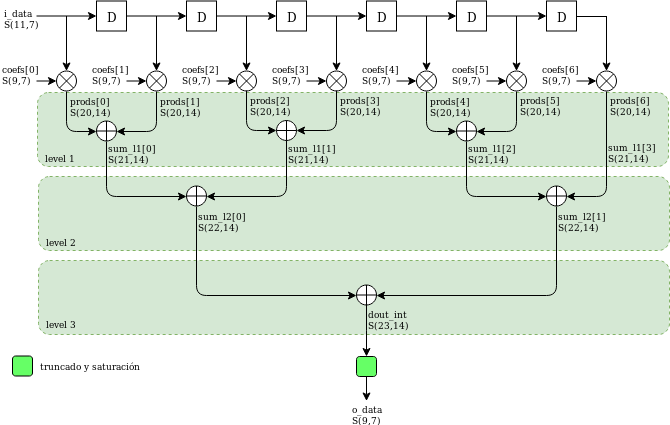 i_data
S(11,7)
D D D D D D
coefs[0] coefs[1] coefs[2] coefs[3] coefs[4] coefs[5] coefs[6]
S(9,7) S(9,7) S(9,7) S(9,7) S(9,7) S(9,7) S(9,7)
prods[0] prods[1] prods[2] prods[3] prods[4] prods[5] prods[6]
S(20,14) S(20,14) S(20,14) S(20,14) S(20,14) S(20,14) S(20,14)
sum_l1[0] sum_l1[1] sum_l1[2] sum_l1[3]
S(21,14) S(21,14) S(21,14) S(21,14)
level 1
sum_l2[0] sum_l2[1]
S(22,14) S(22,14)
level 2
dout_int
S(23,14)
level 3
truncado y saturación
o_data
S(9,7)